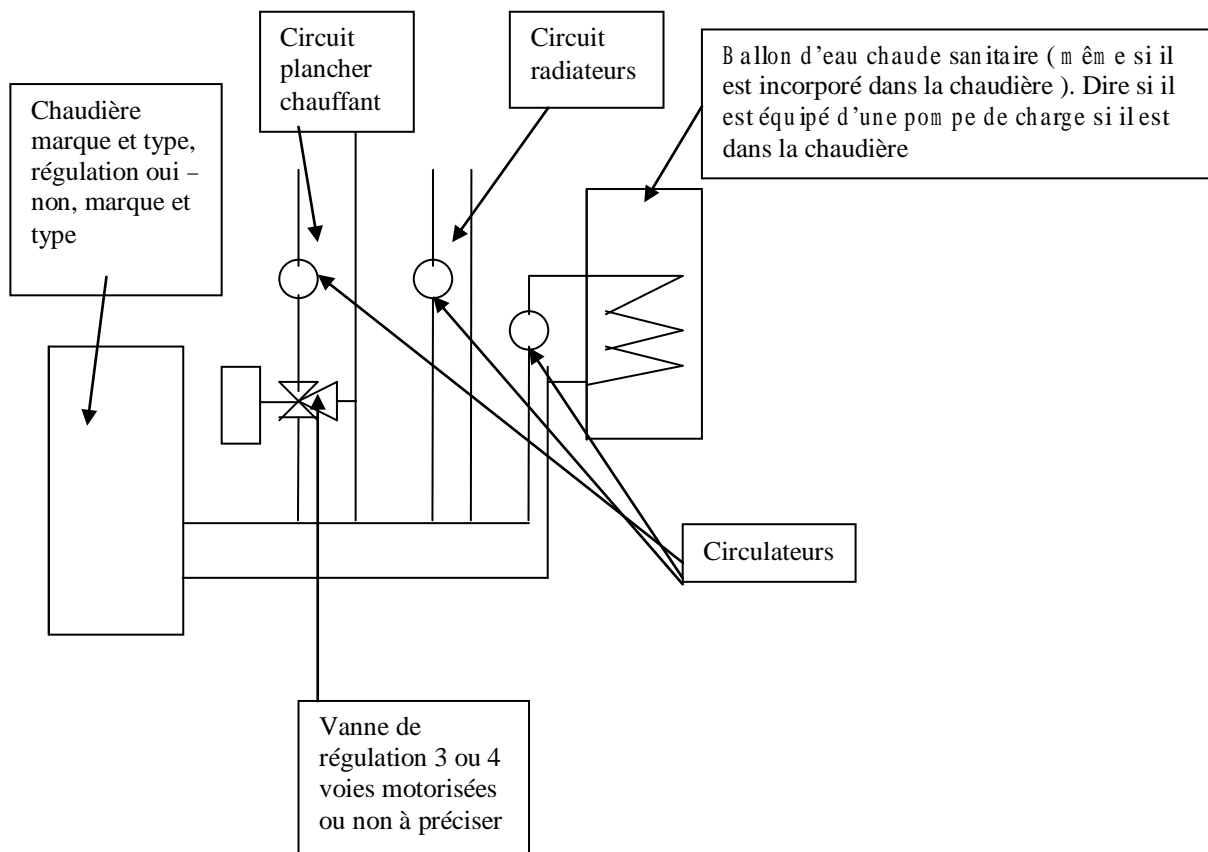 Circuit
plancher
chauffant
Circuit
radiateurs
Ballon d'eau chaude sanitaire ( même si il
est incorporé dans la chaudière ). Dire si il
est équipé d'une pompe de charge si il est
dans la chaudière
Chaudière
marque et type,
régulation oui –
non, marque et
type
Circulateurs
Vanne de
régulation 3 ou 4
voies motorisées
ou non à préciser